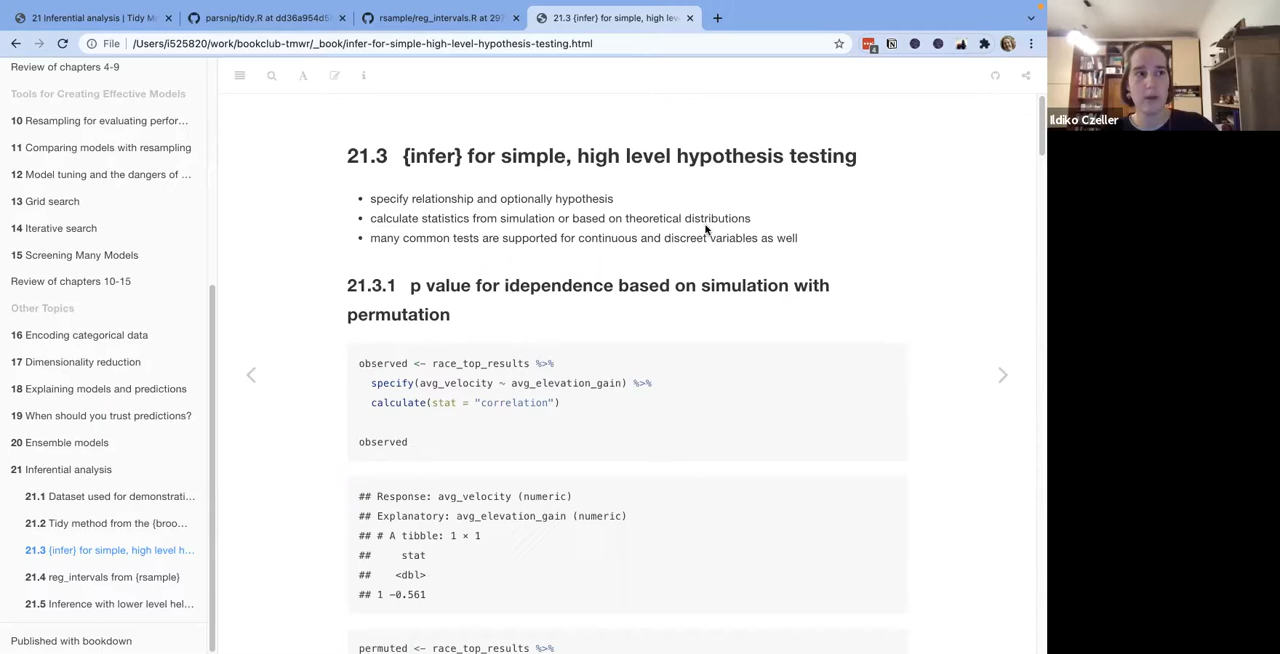 21 Inferential analysis | Tidy M
parsnip/tidy.R at dd36a954d5
rsample/reg_intervals.R at 297
21.3 {infer} for simple, high lev
File /Users/i525820/work/bookclub-tmwr/_book/infer-for-simple-high-level-hypothesis-testing.html
4
Review of chapters 4-9
Tools for Creating Effective Models
10 Resampling for evaluating perfor...
11 Comparing models with resampling
12 Model tuning and the dangers of ...
13 Grid search
14 Iterative search
15 Screening Many Models
Review of chapters 10-15
Other Topics
16 Encoding categorical data
17 Dimensionality reduction
18 Explaining models and predictions
19 When should you trust predictions?
20 Ensemble models
21 Inferential analysis
21.1 Dataset used for demonstrati...
21.2 Tidy method from the {broo...
21.3 {infer} for simple, high level h...
21.4 reg_intervals from {rsample}
21.5 Inference with lower level hel...
Published with bookdown
21.3 {infer} for simple, high level hypothesis testing
• specify relationship and optionally hypothesis
• calculate statistics from simulation or based on theoretical distributions
• many common tests are supported for continuous and discreet variables as well
21.3.1 p value for idependence based on simulation with
permutation
observed <- race_top_results %>%
specify(avg_velocity ~ avg_elevation_gain) %>%
calculate(stat = "correlation")
observed
## Response: avg_velocity (numeric)
## Explanatory: avg_elevation_gain (numeric)
## # A tibble: 1 × 1
## stat
## <dbl>
## 1 -0.561
permuted <- race_top_results %>%
Ildiko Czeller